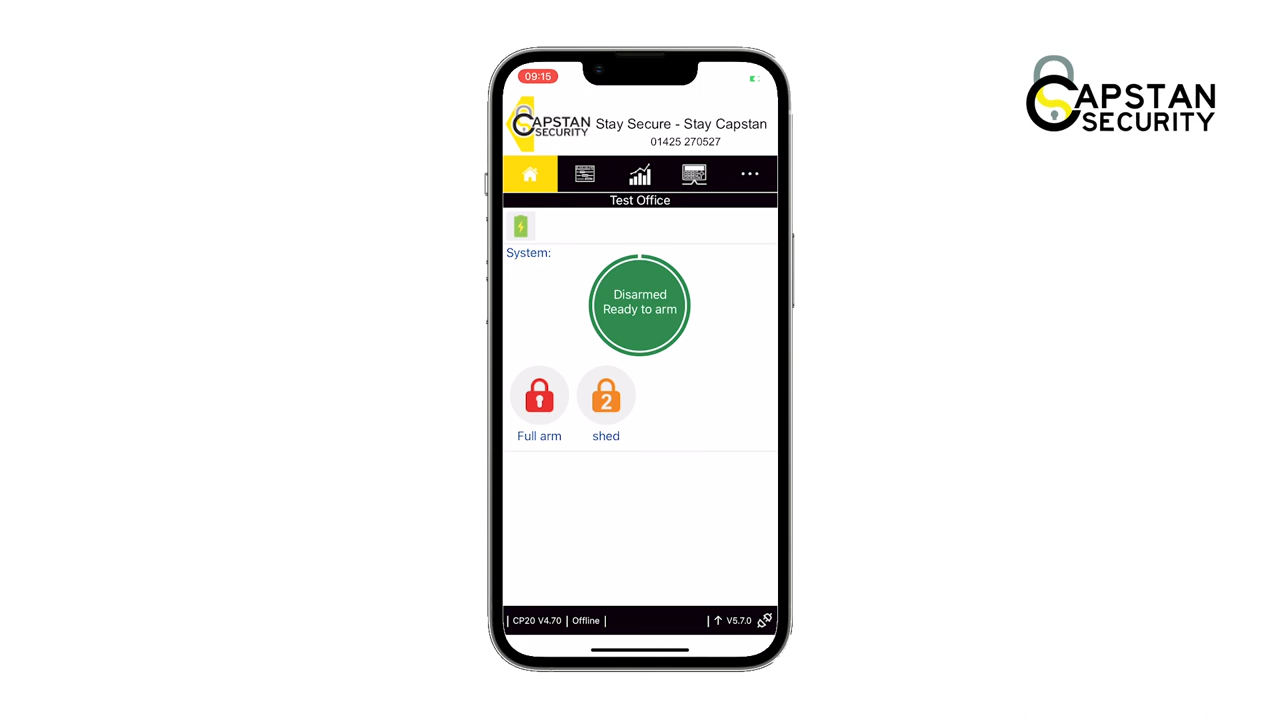 09:15
CAPSTAN
SECURITY
Stay Secure - Stay Capstan
01425 270527
Test Office
System:
Disarmed
Ready to arm
2
Full arm
shed
| CP20 V4.70 | Offline |
| ↑ V5.7.0
CAPSTAN
SECURITY